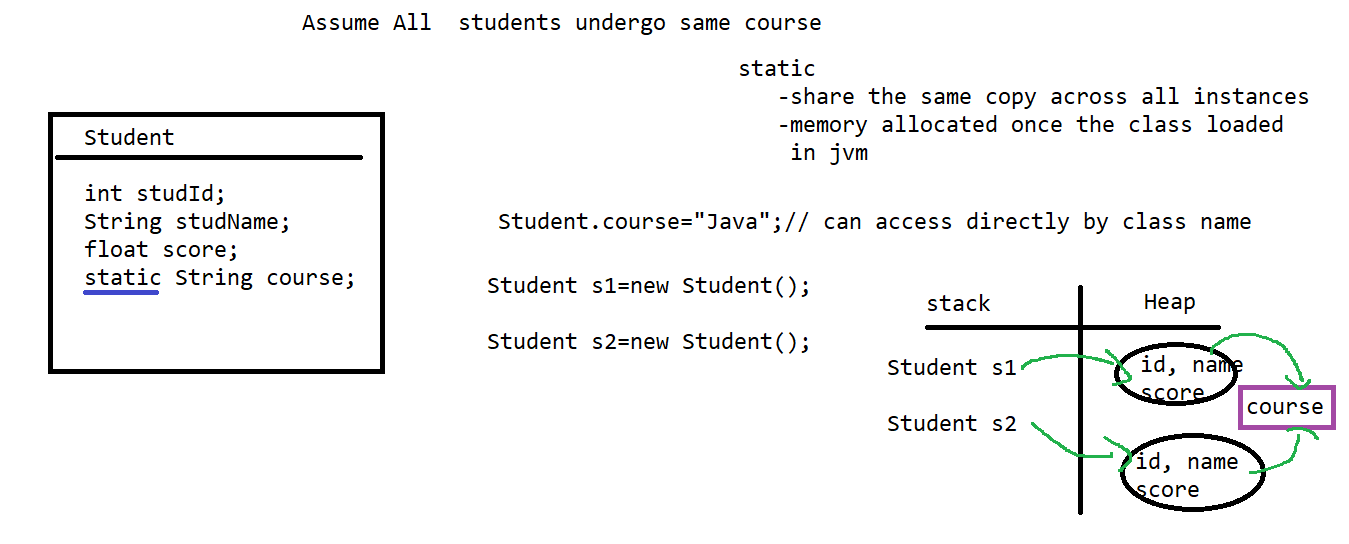 Assume All  students undergo same course
static
-share the same copy across all instances
-memory allocated once the class loaded
in jvm
Student
int studId;
String studName;
float score;
static String course;
Student.course="Java";// can access directly by class name
Student s1=new Student();
Student s2=new Student();
stack
Heap
Student s1
id, name
score
course
Student s2
id, name
score